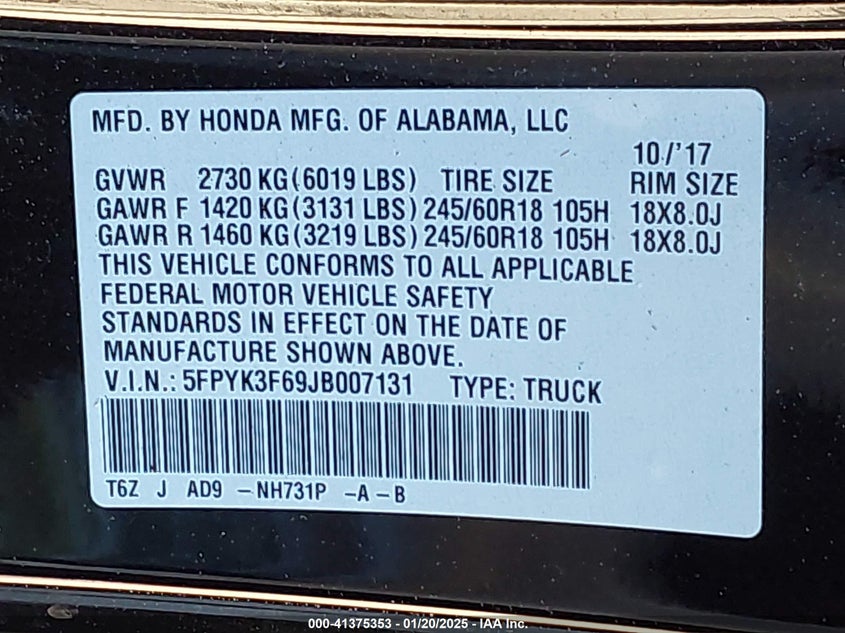 MFD. BY HONDA MFG. OF ALABAMA, LLC
10/'17
GVWR 2730 KG(6019 LBS) TIRE SIZE RIM SIZE
GAWR F 1420 KG(3131 LBS) 245/60R18 105H 18X8.0J
GAWR R 1460 KG(3219 LBS) 245/60R18 105H 18X8.0J
THIS VEHICLE CONFORMS TO ALL APPLICABLE
FEDERAL MOTOR VEHICLE SAFETY
STANDARDS IN EFFECT ON THE DATE OF
MANUFACTURE SHOWN ABOVE.
V.I.N.: 5FPYK3F69JB007131 TYPE: TRUCK
T6Z J AD9 -NH731P -A-B
000-41375353 - 01/20/2025 - IAA Inc.